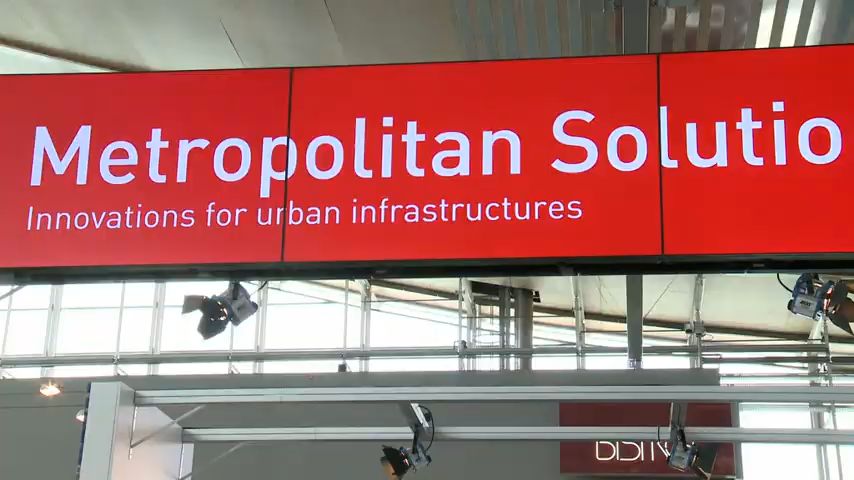 Metropolitan Solutio
Innovations for urban infrastructures